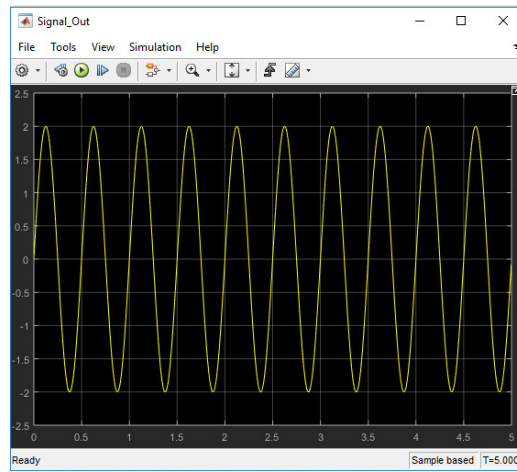 Signal_Out
File Tools View Simulation Help
2.5
2
1.5
1
0.5
0
-0.5
-1
-1.5
-2
-2.5
0 0.5 1 1.5 2 2.5 3 3.5 4 4.5 5
Ready Sample based T=5.000